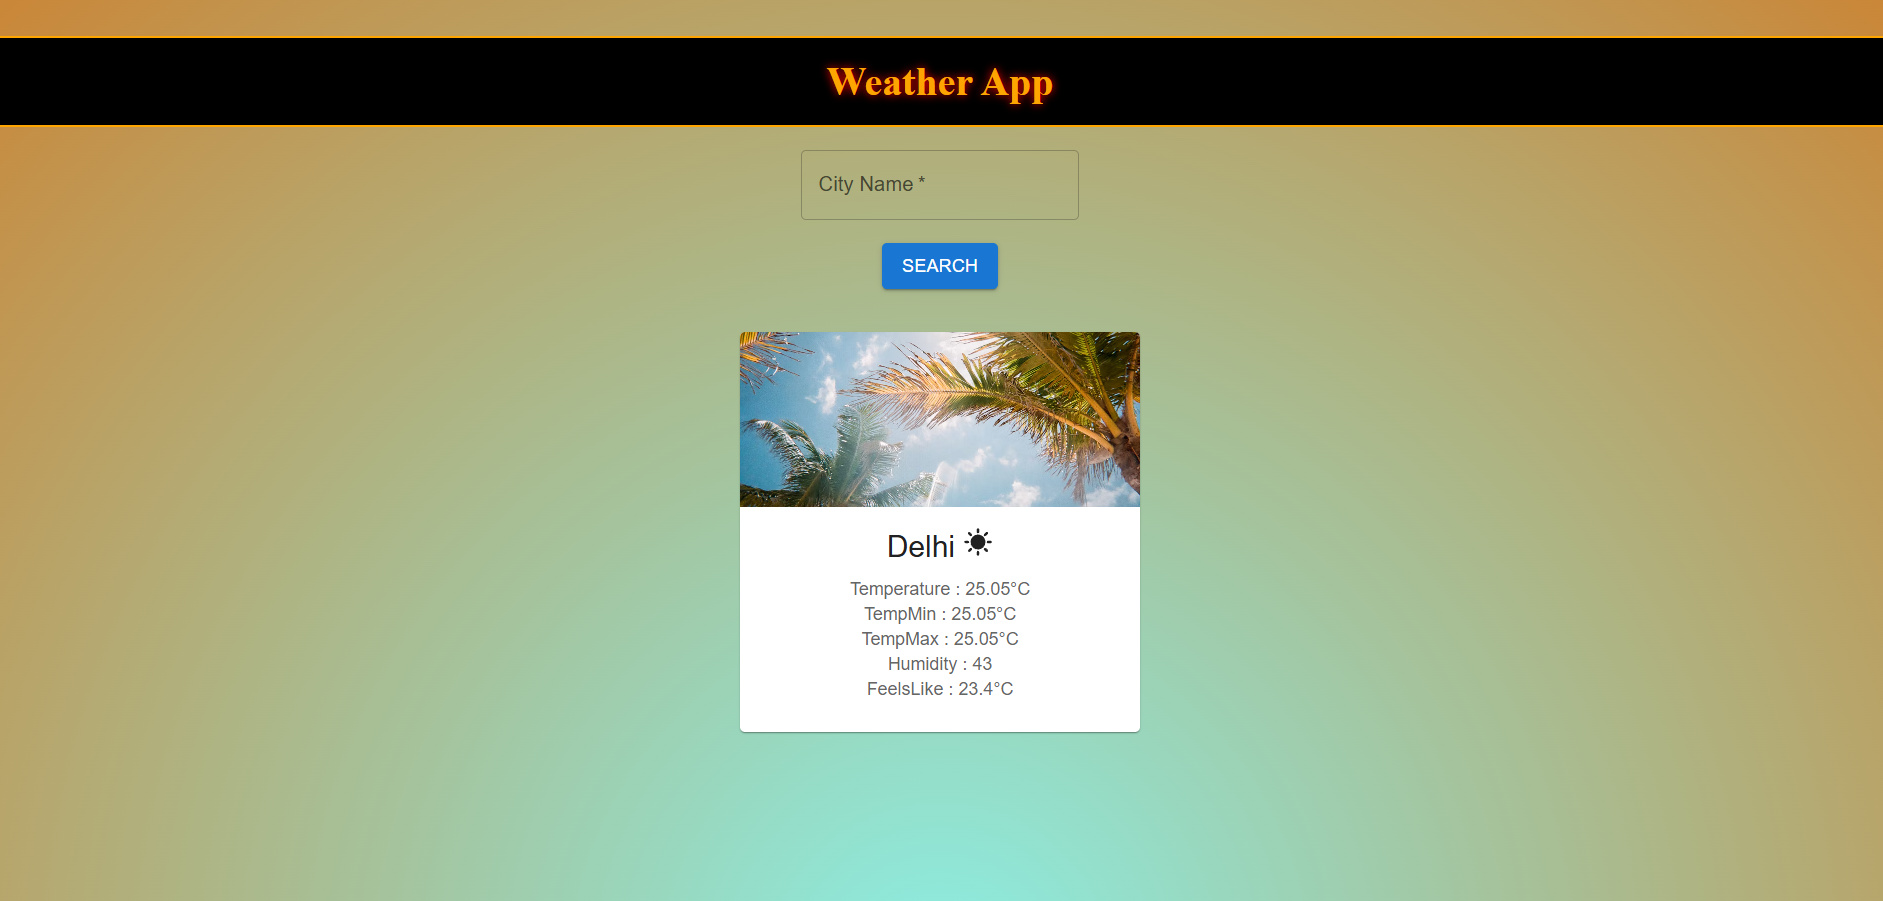 Weather App
City Name *
SEARCH
Delhi
Temperature : 25.05°C
TempMin : 25.05°C
TempMax : 25.05°C
Humidity : 43
FeelsLike : 23.4°C